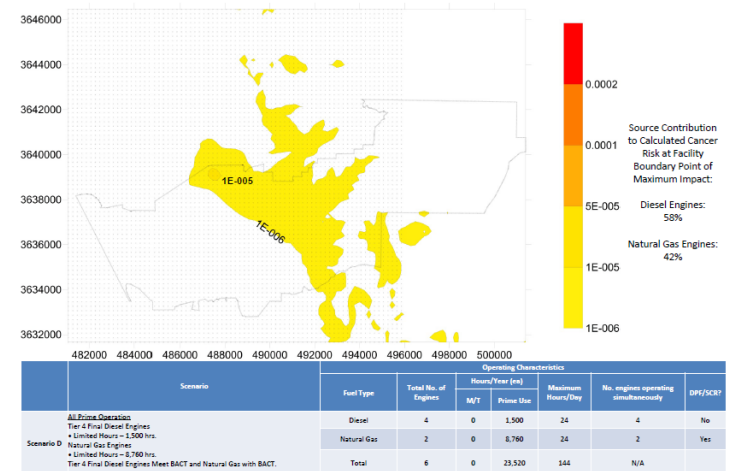 3646000
3644000
3642000
3640000
3638000
3636000
3634000
3632000
482000 484000 486000 488000 490000 492000 494000 496000 498000 500000
1E-005
1E-006
0.0002
0.0001
5E-005
1E-005
1E-006
Source Contribution
to Calculated Cancer
Risk at Facility
Boundary Point of
Maximum Impact:
Diesel Engines:
58%
Natural Gas Engines:
42%
Scenario
Operating Characteristics
Fuel Type
Total No. of
Engines
Hours/Year (ea)
M/T
Prime Use
Maximum
Hours/Day
No. engines operating
simultaneously
DPF/SCR?
Scenario D
All Prime Operation
Tier 4 Final Diesel Engines
• Limited Hours – 1,500 hrs.
Natural Gas Engines
• Limited Hours – 8,760 hrs.
Tier 4 Final Diesel Engines Meet BACT and Natural Gas with BACT.
Diesel 4 0 1,500 24 4 No
Natural Gas 2 0 8,760 24 2 Yes
Total 6 0 23,520 144 N/A